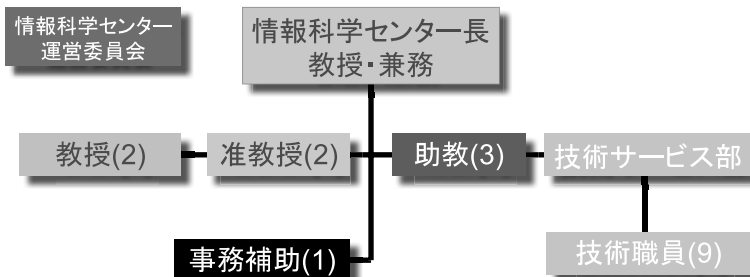 情報科学センター
運営委員会
情報科学センター長
教授・兼務
教授(2)
准教授(2)
助教(3)
技術サービス部
事務補助(1)
技術職員(9)